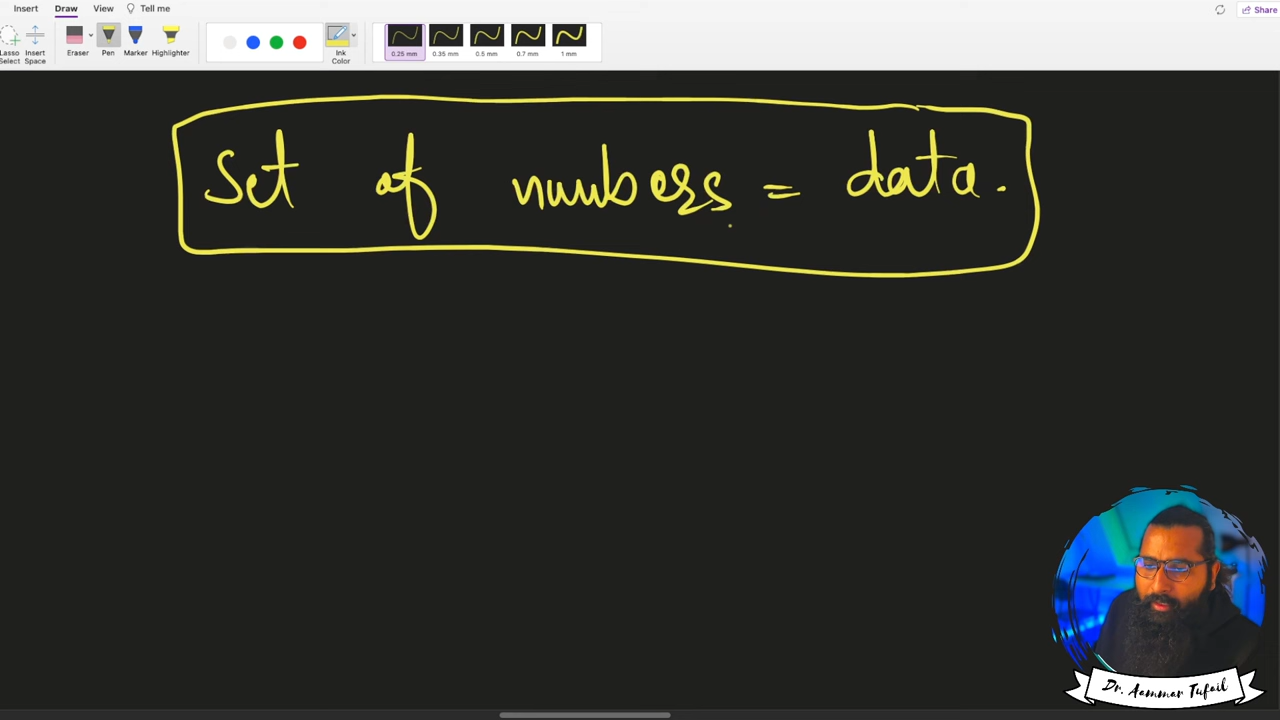 Insert Draw View Tell me
Share
Lasso Select
Insert Space
Eraser
Pen
Marker
Highlighter
Ink Color
0.25 mm
0.35 mm
0.5 mm
0.7 mm
1 mm
Set of numbers = data.
Dr. Aammar Tufail